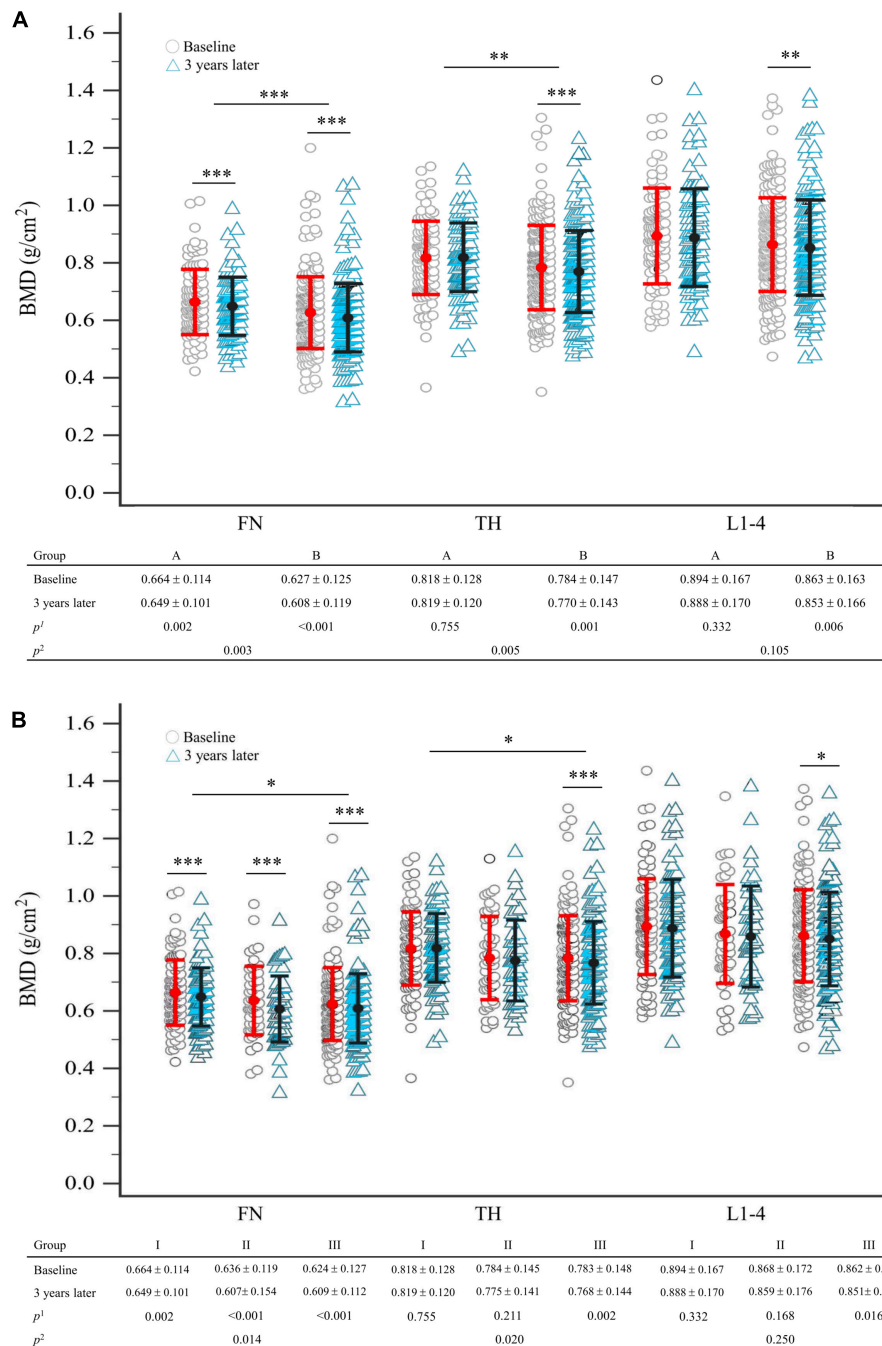 A
1.6
1.4
1.2
1.0
0.8
0.6
0.4
0.2
0.0
BMD (g/cm²)
Baseline
3 years later
***
***
***
**
***
**
FN TH L1-4
Group A B A B A B
Baseline 0.664 ± 0.114 0.627 ± 0.125 0.818 ± 0.128 0.784 ± 0.147 0.894 ± 0.167 0.863 ± 0.163
3 years later 0.649 ± 0.101 0.608 ± 0.119 0.819 ± 0.120 0.770 ± 0.143 0.888 ± 0.170 0.853 ± 0.166
p¹ 0.002 <0.001 0.755 0.001 0.332 0.006
p² 0.003 0.005 0.105
B
1.6
1.4
1.2
1.0
0.8
0.6
0.4
0.2
0.0
BMD (g/cm²)
Baseline
3 years later
*
***
***
***
*
***
*
FN TH L1-4
Group I II III I II III I II III
Baseline 0.664 ± 0.114 0.636 ± 0.119 0.624 ± 0.127 0.818 ± 0.128 0.784 ± 0.145 0.783 ± 0.148 0.894 ± 0.167 0.868 ± 0.172 0.862 ± 0.
3 years later 0.649 ± 0.101 0.607 ± 0.154 0.609 ± 0.112 0.819 ± 0.120 0.775 ± 0.141 0.768 ± 0.144 0.888 ± 0.170 0.859 ± 0.176 0.851 ± 0.
p¹ 0.002 <0.001 <0.001 0.755 0.211 0.002 0.332 0.168 0.016
p² 0.014 0.020 0.250